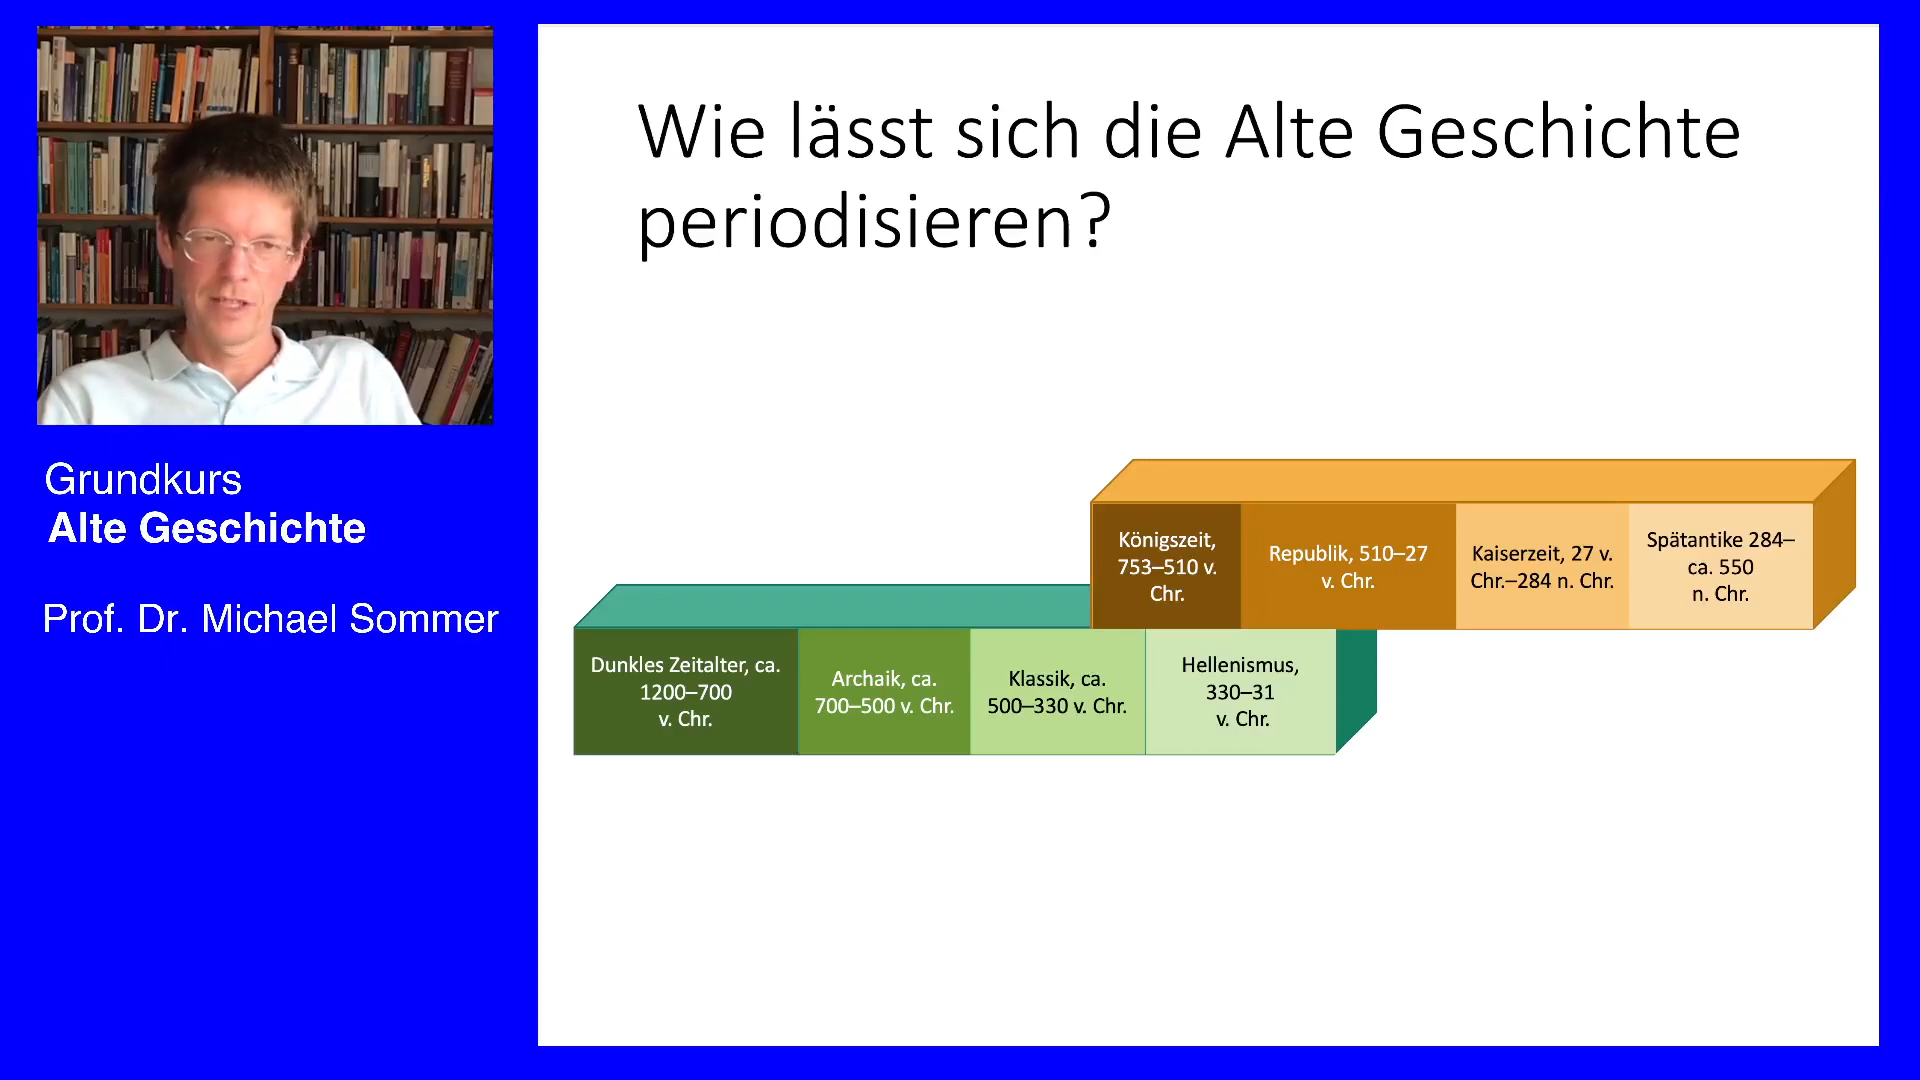 Grundkurs
Alte Geschichte
Prof. Dr. Michael Sommer
Wie lässt sich die Alte Geschichte
periodisieren?
Königszeit,
753–510 v.
Chr.
Republik, 510–27
v. Chr.
Kaiserzeit, 27 v.
Chr.–284 n. Chr.
Spätantike 284–
ca. 550
n. Chr.
Dunkles Zeitalter, ca.
1200–700
v. Chr.
Archaik, ca.
700–500 v. Chr.
Klassik, ca.
500–330 v. Chr.
Hellenismus,
330–31
v. Chr.